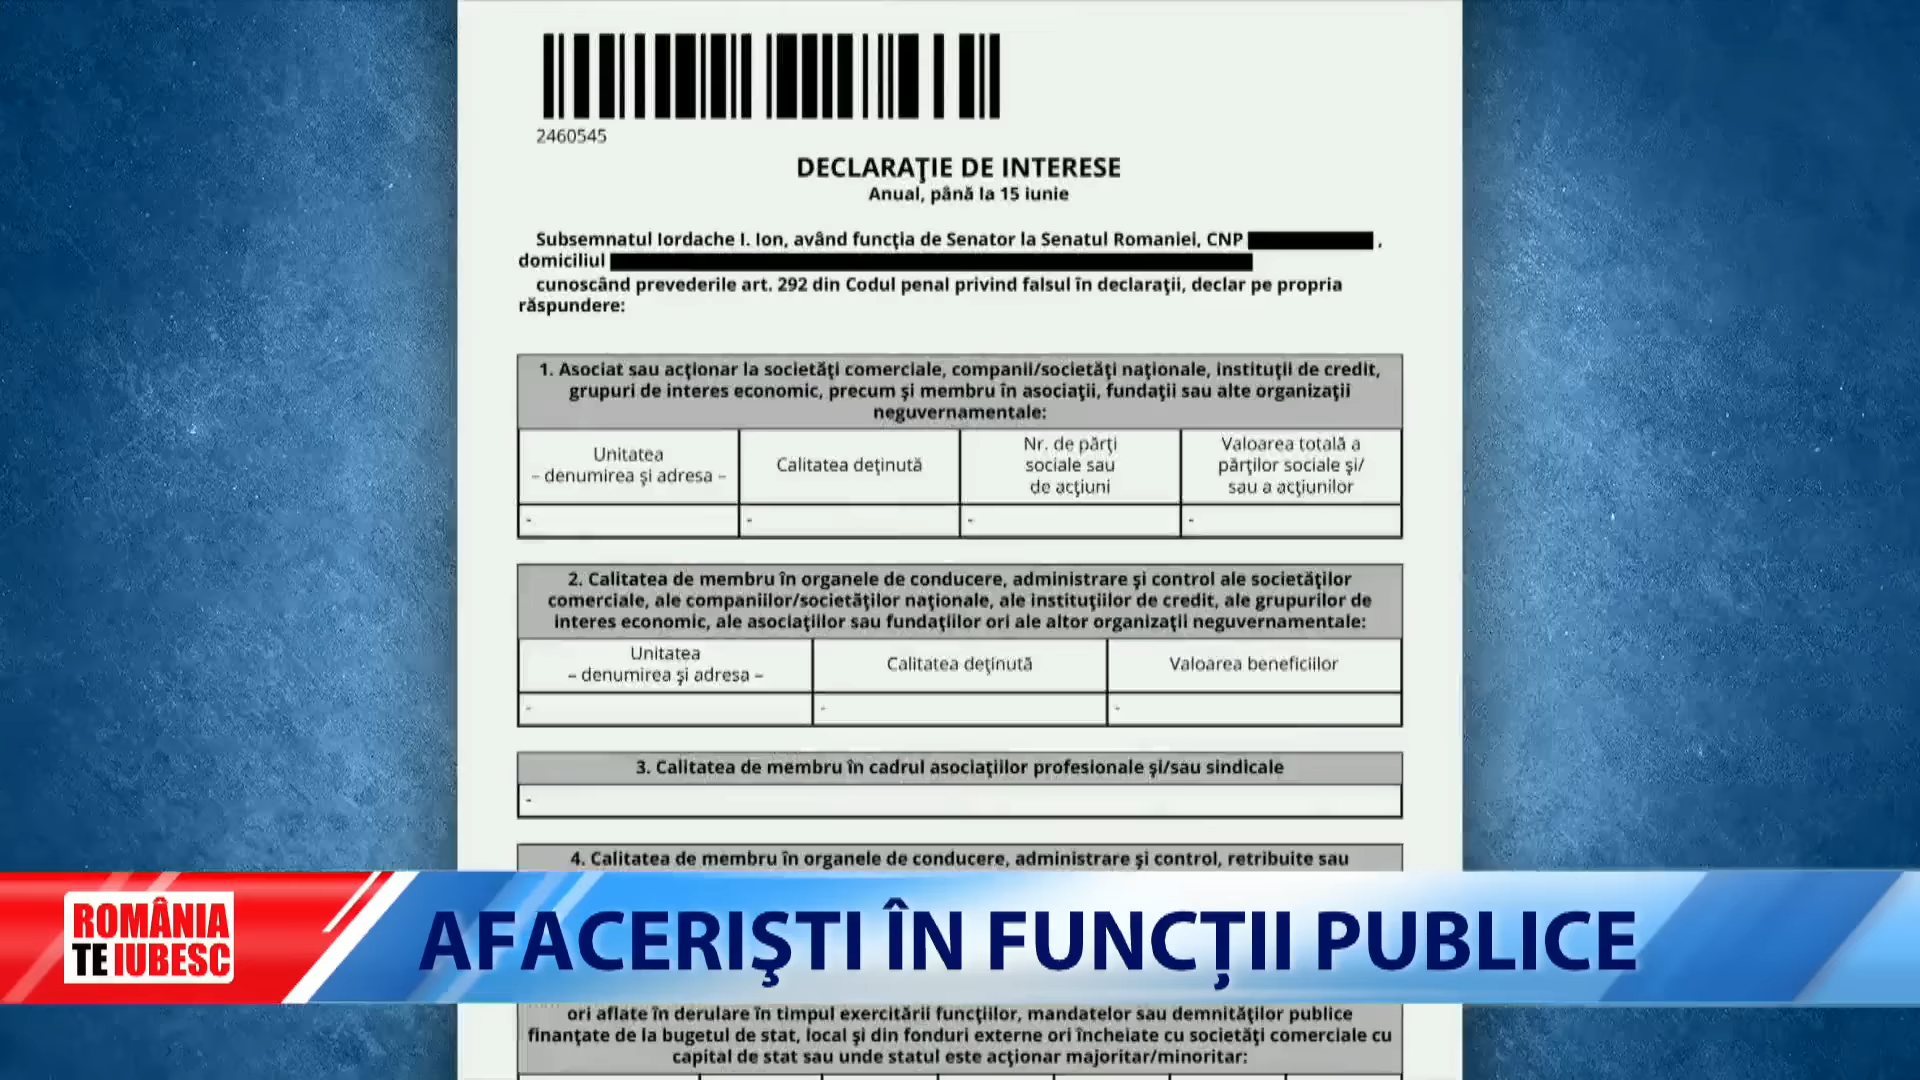 2460545
DECLARAŢIE DE INTERESE
Anual, până la 15 iunie
Subsemnatul Iordache I. Ion, având funcţia de Senator la Senatul Romaniei, CNP ,
domiciliul
cunoscând prevederile art. 292 din Codul penal privind falsul în declaraţii, declar pe propria
răspundere:
1. Asociat sau acţionar la societăţi comerciale, companii/societăţi naţionale, instituţii de credit,
grupuri de interes economic, precum şi membru în asociaţii, fundaţii sau alte organizaţii
neguvernamentale:
Unitatea
– denumirea şi adresa –
Calitatea deţinută
Nr. de părţi
sociale sau
de acţiuni
Valoarea totală a
părţilor sociale şi/
sau a acţiunilor
- - - -
2. Calitatea de membru în organele de conducere, administrare şi control ale societăţilor
comerciale, ale companiilor/societăţilor naţionale, ale instituţiilor de credit, ale grupurilor de
interes economic, ale asociaţiilor sau fundaţiilor ori ale altor organizaţii neguvernamentale:
Unitatea
– denumirea şi adresa –
Calitatea deţinută
Valoarea beneficiilor
- - -
3. Calitatea de membru în cadrul asociaţiilor profesionale şi/sau sindicale
-
4. Calitatea de membru în organele de conducere, administrare şi control, retribuite sau
ROMÂNIA
TE IUBESC
AFACERIŞTI ÎN FUNCŢII PUBLICE
ori aflate în derulare în timpul exercitării funcţiilor, mandatelor sau demnităţilor publice
finanţate de la bugetul de stat, local şi din fonduri externe ori încheiate cu societăţi comerciale cu
capital de stat sau unde statul este acţionar majoritar/minoritar: